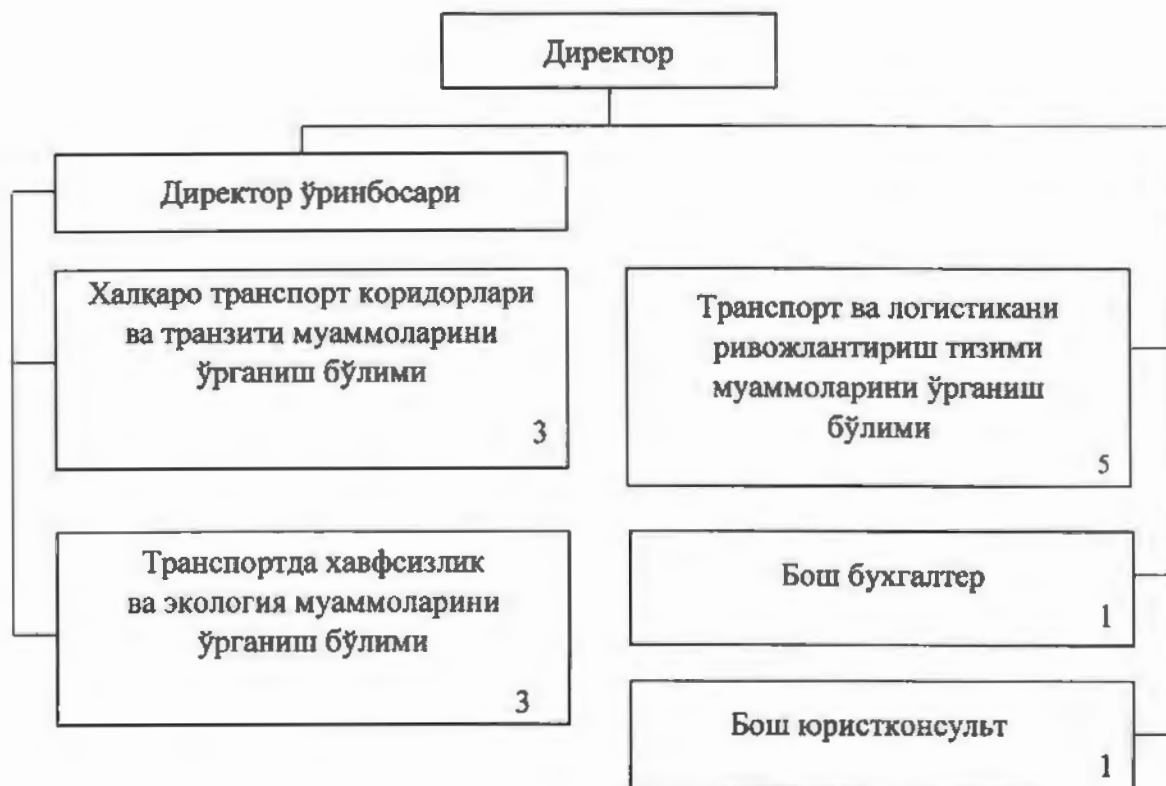 Директор
Директор ўринбосари
Халқаро транспорт коридорлари
ва транзити муаммоларини
ўрганиш бўлими
3
Транспортда хавфсизлик
ва экология муаммоларини
ўрганиш бўлими
3
Транспорт ва логистикани
ривожлантириш тизими
муаммоларини ўрганиш
бўлими
5
Бош бухгалтер
1
Бош юристконсульт
1